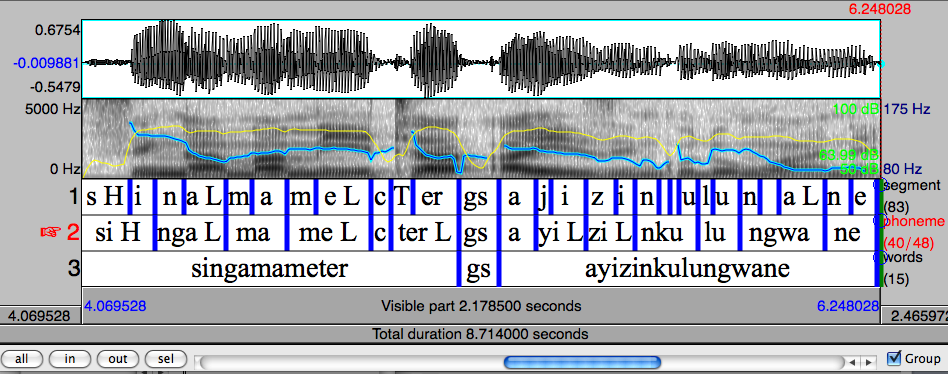 6.248028
0.6754
-0.009881
-0.5479
5000 Hz 100 dB 175 Hz
0 Hz 80 Hz
1 s H i n a L m a m e L c T er gs a j i z i n u l u n a L n e segment (83)
☞ 2 si H nga L ma me L c ter L gs a yi L zi L nku lu ngwa ne phoneme (40/48)
3 singamameter gs ayizinkulungwane words (15)
4.069528 Visible part 2.178500 seconds 6.248028
4.069528 2.465972
Total duration 8.714000 seconds
all in out sel Group